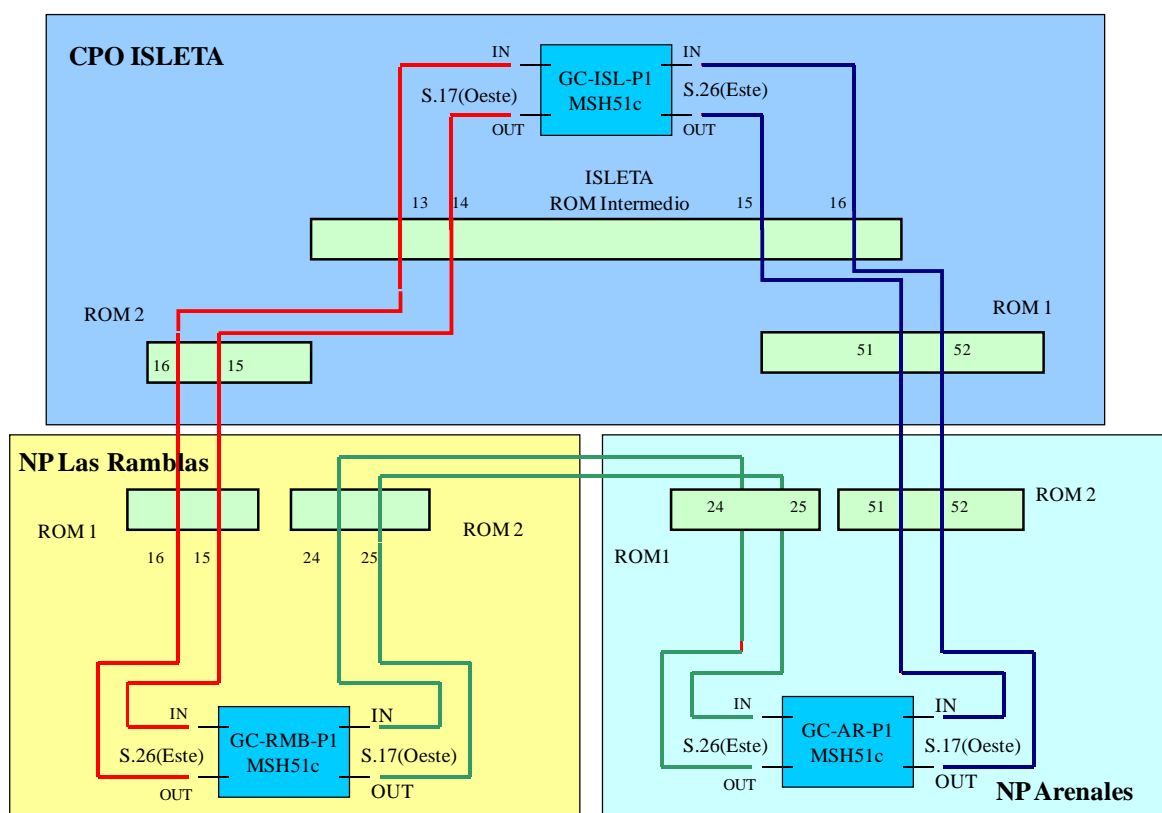 CPO ISLETA
IN
IN
GC-ISL-P1
MSH51c
S.17(Oeste)
S.26(Este)
OUT
OUT
ISLETA
ROM Intermedio
13
14
15
16
ROM 2
ROM 1
16
15
51
52
NP Las Ramblas
ROM 1
ROM 2
16
15
24
25
IN
IN
GC-RMB-P1
MSH51c
S.26(Este)
S.17(Oeste)
OUT
OUT
24
25
51
52
ROM 2
ROM1
IN
IN
GC-AR-P1
MSH51c
S.26(Este)
S.17(Oeste)
OUT
OUT
NP Arenales